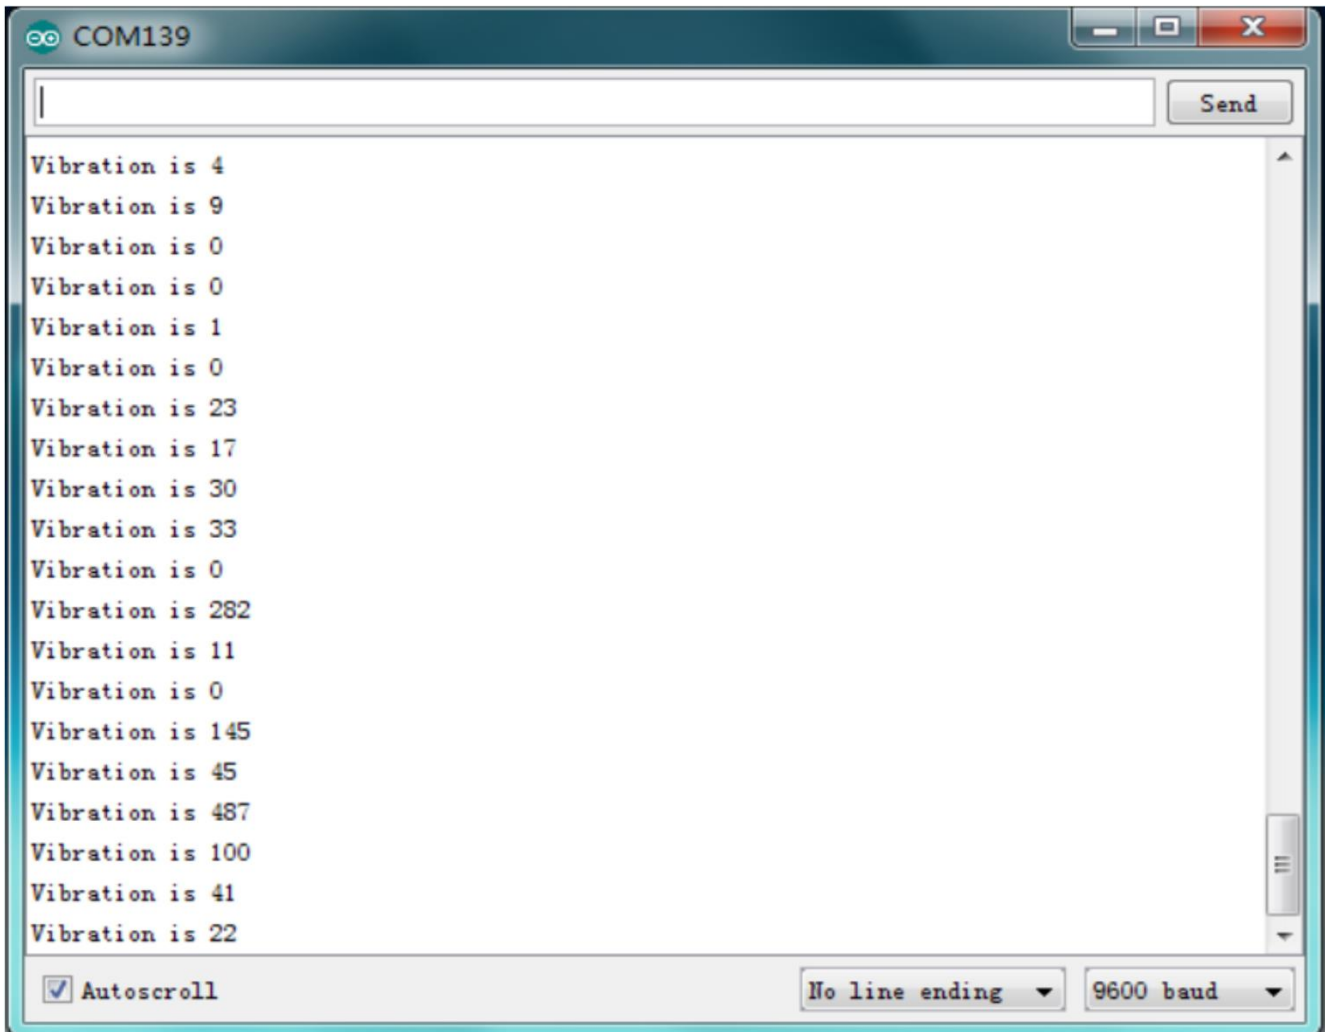 COM139
Send
Vibration is 4
Vibration is 9
Vibration is 0
Vibration is 0
Vibration is 1
Vibration is 0
Vibration is 23
Vibration is 17
Vibration is 30
Vibration is 33
Vibration is 0
Vibration is 282
Vibration is 11
Vibration is 0
Vibration is 145
Vibration is 45
Vibration is 487
Vibration is 100
Vibration is 41
Vibration is 22
Autoscroll No line ending 9600 baud